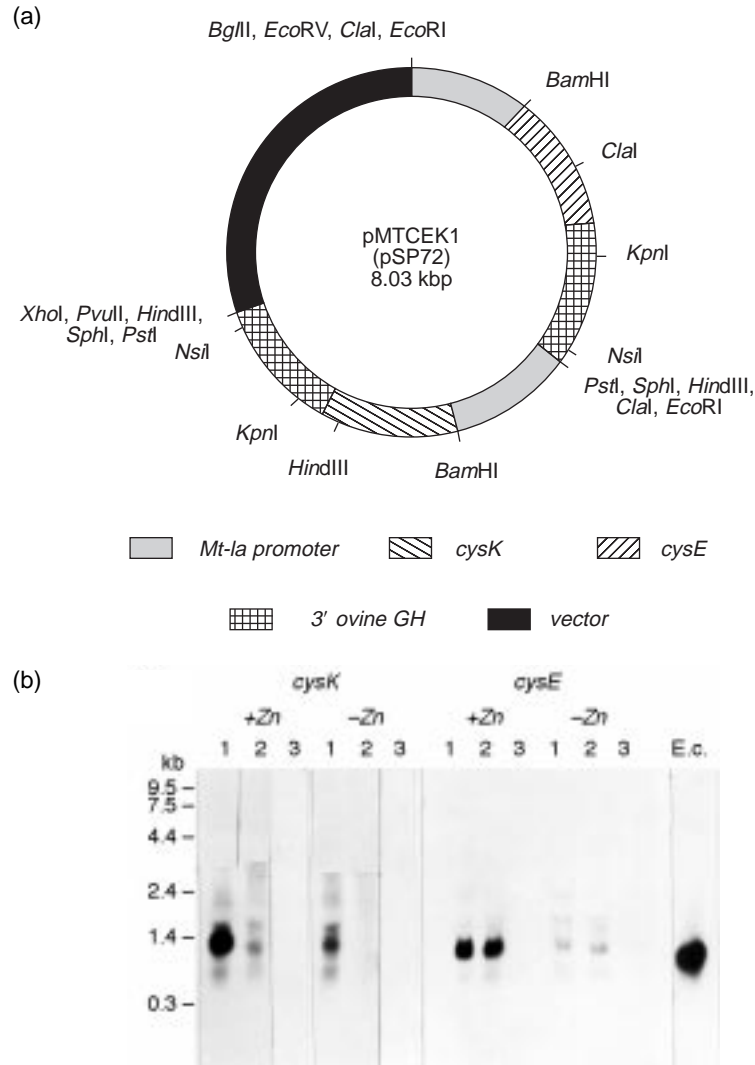 (a)
BglII, EcoRV, ClaI, EcoRI
BamHI
ClaI
pMTCEK1
(pSP72)
8.03 kbp
KpnI
XhoI, PvuII, HindIII,
SphI, PstI
NsiI
NsiI
PstI, SphI, HindIII,
ClaI, EcoRI
KpnI
HindIII
BamHI
Mt-Ia promoter
cysK
cysE
3′ ovine GH
vector
(b)
cysK cysE
+Zn –Zn +Zn –Zn
1 2 3 1 2 3 1 2 3 1 2 3 E.c.
kb
9.5
7.5
4.4
2.4
1.4
0.3